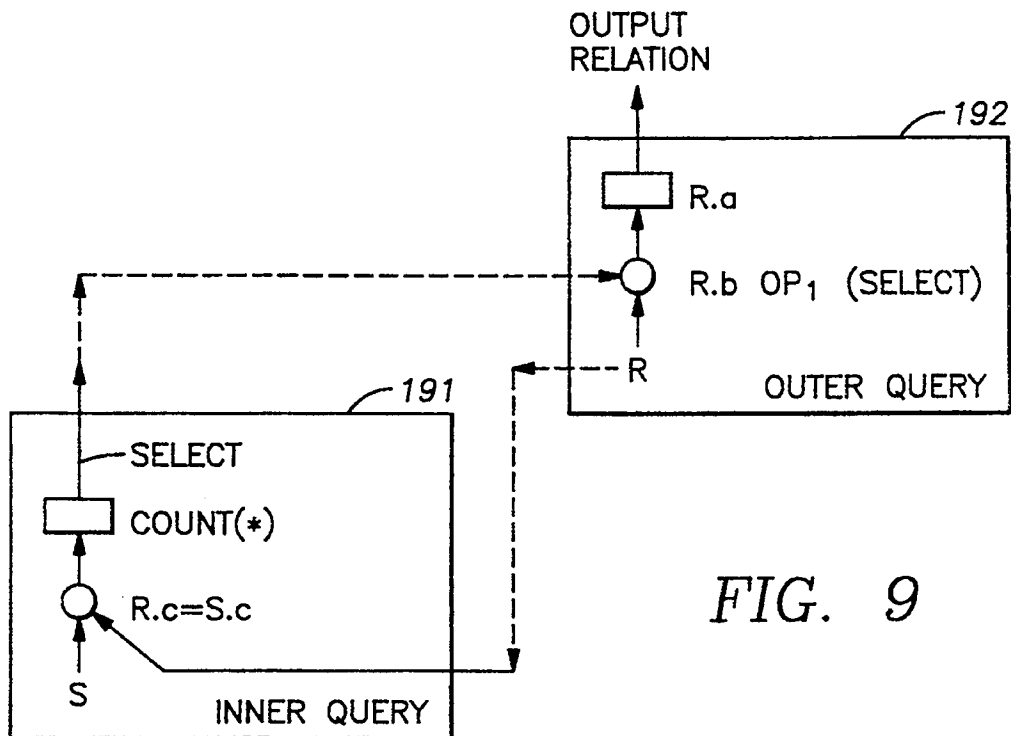 OUTPUT
RELATION
192
R.a
R.b OP₁ (SELECT)
R
OUTER QUERY
191
SELECT
COUNT(*)
R.c=S.c
S
INNER QUERY
FIG. 9